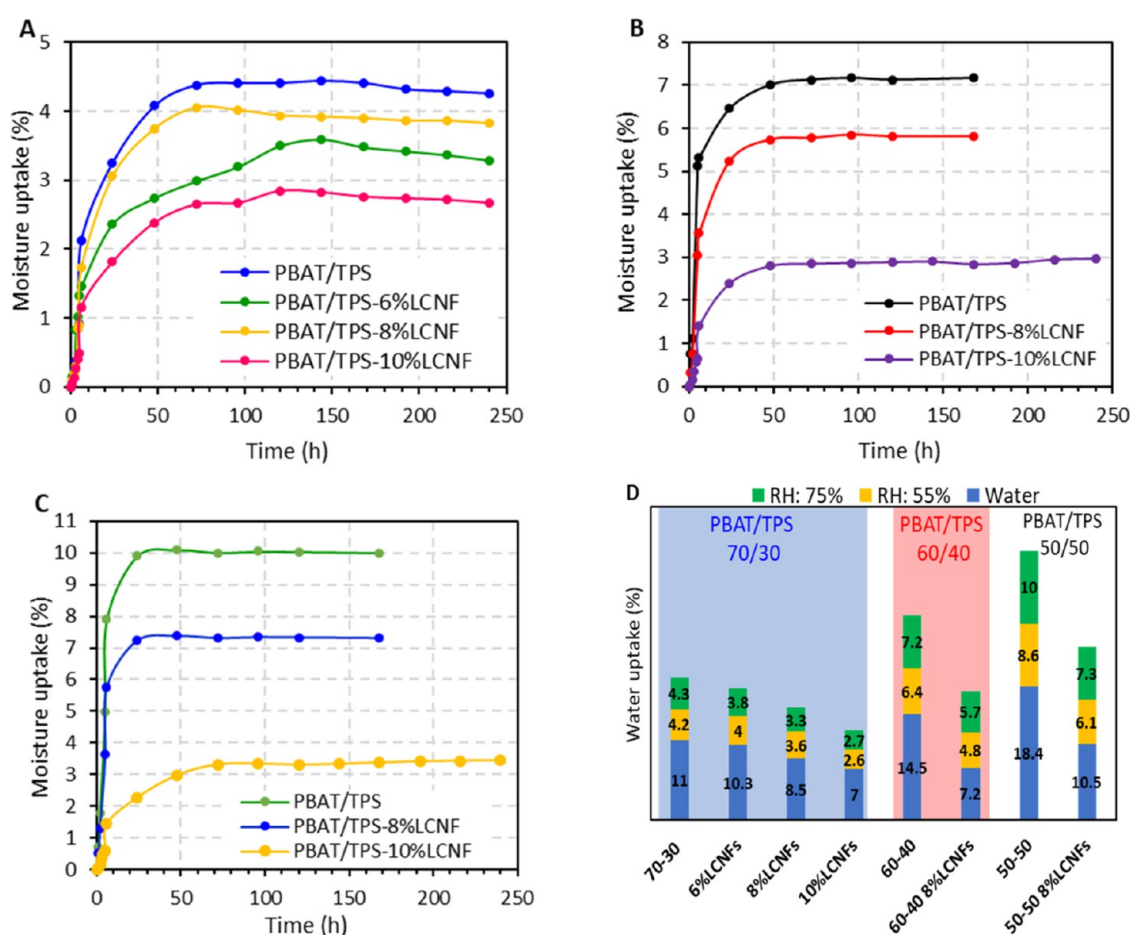 A
Moisture uptake (%)
5
4
3
2
1
0
0 50 100 150 200 250
Time (h)
PBAT/TPS
PBAT/TPS-6%LCNF
PBAT/TPS-8%LCNF
PBAT/TPS-10%LCNF
B
Moisture uptake (%)
8
7
6
5
4
3
2
1
0
0 50 100 150 200 250
Time (h)
PBAT/TPS
PBAT/TPS-8%LCNF
PBAT/TPS-10%LCNF
C
Moisture uptake (%)
11
10
9
8
7
6
5
4
3
2
1
0
0 50 100 150 200 250
Time (h)
PBAT/TPS
PBAT/TPS-8%LCNF
PBAT/TPS-10%LCNF
D
RH: 75% RH: 55% Water
PBAT/TPS
70/30
PBAT/TPS
60/40
PBAT/TPS
50/50
Water uptake (%)
4.3
4.2
11
3.8
4
10.3
3.3
3.6
8.5
2.7
2.6
7
7.2
6.4
14.5
5.7
4.8
7.2
10
8.6
18.4
7.3
6.1
10.5
70-30
6%LCNFs
8%LCNFs
10%LCNFs
60-40
60-40 8%LCNFs
50-50
50-50 8%LCNFs